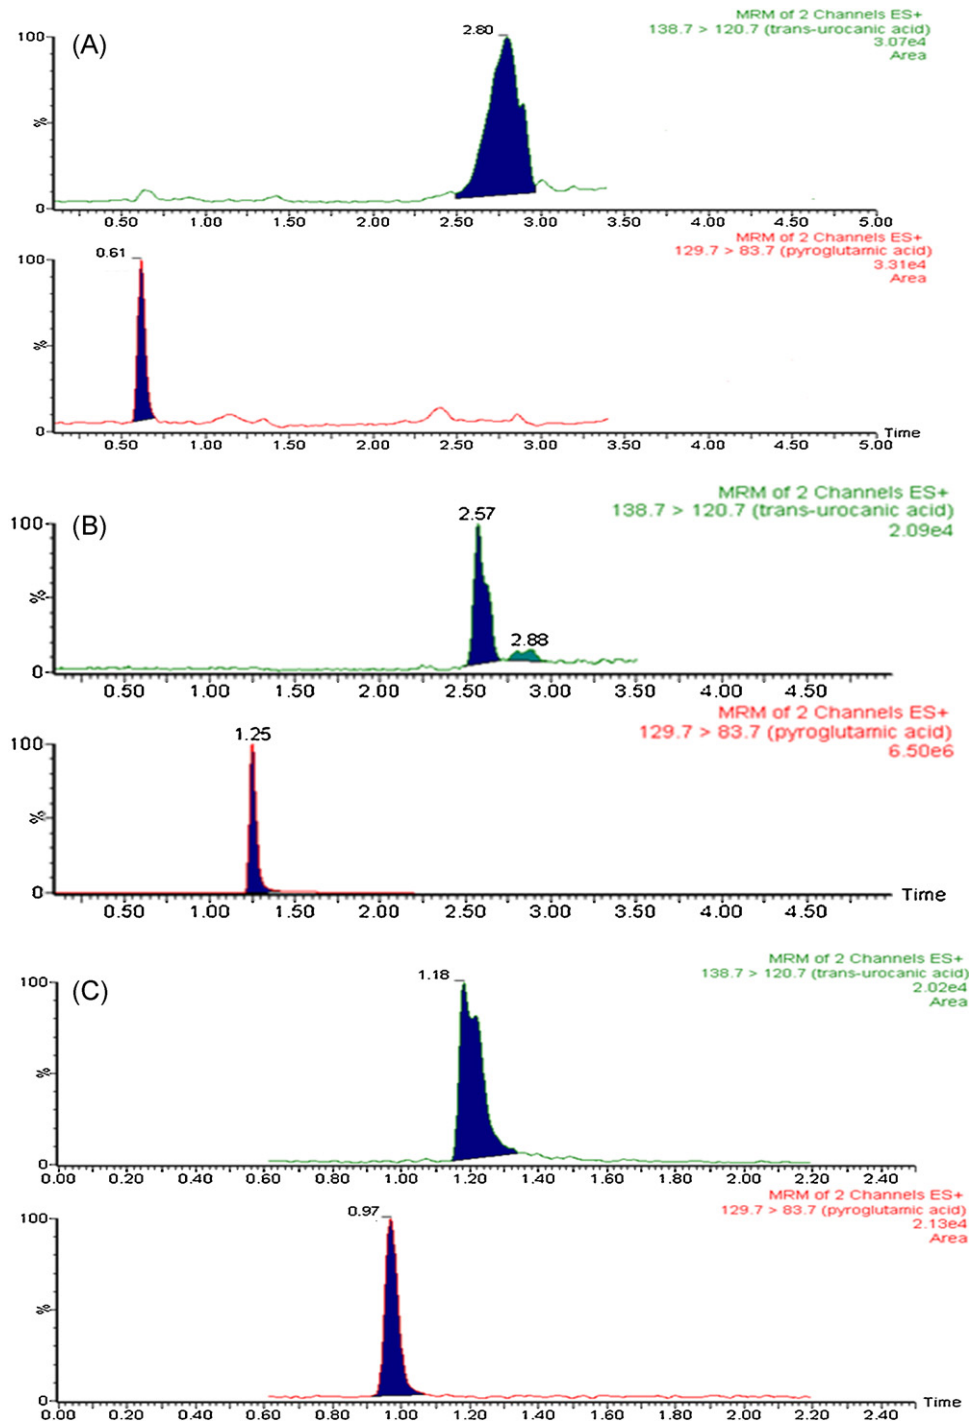 (A)
MRM of 2 Channels ES+
138.7 > 120.7 (trans-urocanic acid)
3.07e4
Area
2.80
100
%
0
0.50 1.00 1.50 2.00 2.50 3.00 3.50 4.00 4.50 5.00
MRM of 2 Channels ES+
129.7 > 83.7 (pyroglutamic acid)
3.31e4
Area
0.61
100
%
0
0.50 1.00 1.50 2.00 2.50 3.00 3.50 4.00 4.50 5.00 Time
(B)
MRM of 2 Channels ES+
138.7 > 120.7 (trans-urocanic acid)
2.09e4
2.57
2.88
100
%
0
0.50 1.00 1.50 2.00 2.50 3.00 3.50 4.00 4.50
MRM of 2 Channels ES+
129.7 > 83.7 (pyroglutamic acid)
6.50e6
1.25
100
%
0
0.50 1.00 1.50 2.00 2.50 3.00 3.50 4.00 4.50 Time
(C)
MRM of 2 Channels ES+
138.7 > 120.7 (trans-urocanic acid)
2.02e4
Area
1.18
100
%
0
0.00 0.20 0.40 0.60 0.80 1.00 1.20 1.40 1.60 1.80 2.00 2.20 2.40
MRM of 2 Channels ES+
129.7 > 83.7 (pyroglutamic acid)
2.13e4
Area
0.97
100
%
0
0.00 0.20 0.40 0.60 0.80 1.00 1.20 1.40 1.60 1.80 2.00 2.20 2.40 Time